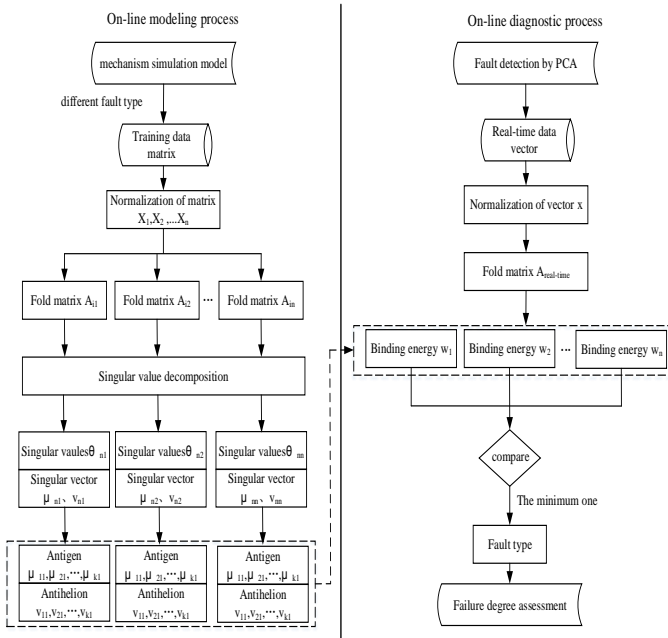 On-line modeling process
mechanism simulation model
different fault type
Training data
matrix
Normalization of matrix
X₁,X₂ ,...Xₙ
Fold matrix Aᵢ₁
Fold matrix Aᵢ₂
...
Fold matrix Aᵢₙ
Singular value decomposition
Singular vaulesθ ₙ₁
Singular vector
μ ₙ₁、vₙ₁
Singular valuesθ ₙ₂
Singular vector
μ ₙ₂、vₙ₂
Singular valuesθ ₙₙ
Singular vector
μ ₙₙ、vₙₙ
Antigen
μ ₁₁,μ ₂₁,···,μ ₖ₁
Antihelion
v₁₁,v₂₁,···,vₖ₁
Antigen
μ ₁₁,μ ₂₁,···,μ ₖ₁
Antihelion
v₁₁,v₂₁,···,vₖ₁
Antigen
μ ₁₁,μ ₂₁,···,μ ₖ₁
Antihelion
v₁₁,v₂₁,···,vₖ₁
On-line diagnostic process
Fault detection by PCA
Real-time data
vector
Normalization of vector x
Fold matrix A_real-time
Binding energy w₁
Binding energy w₂
...
Binding energy wₙ
compare
The minimum one
Fault type
Failure degree assessment